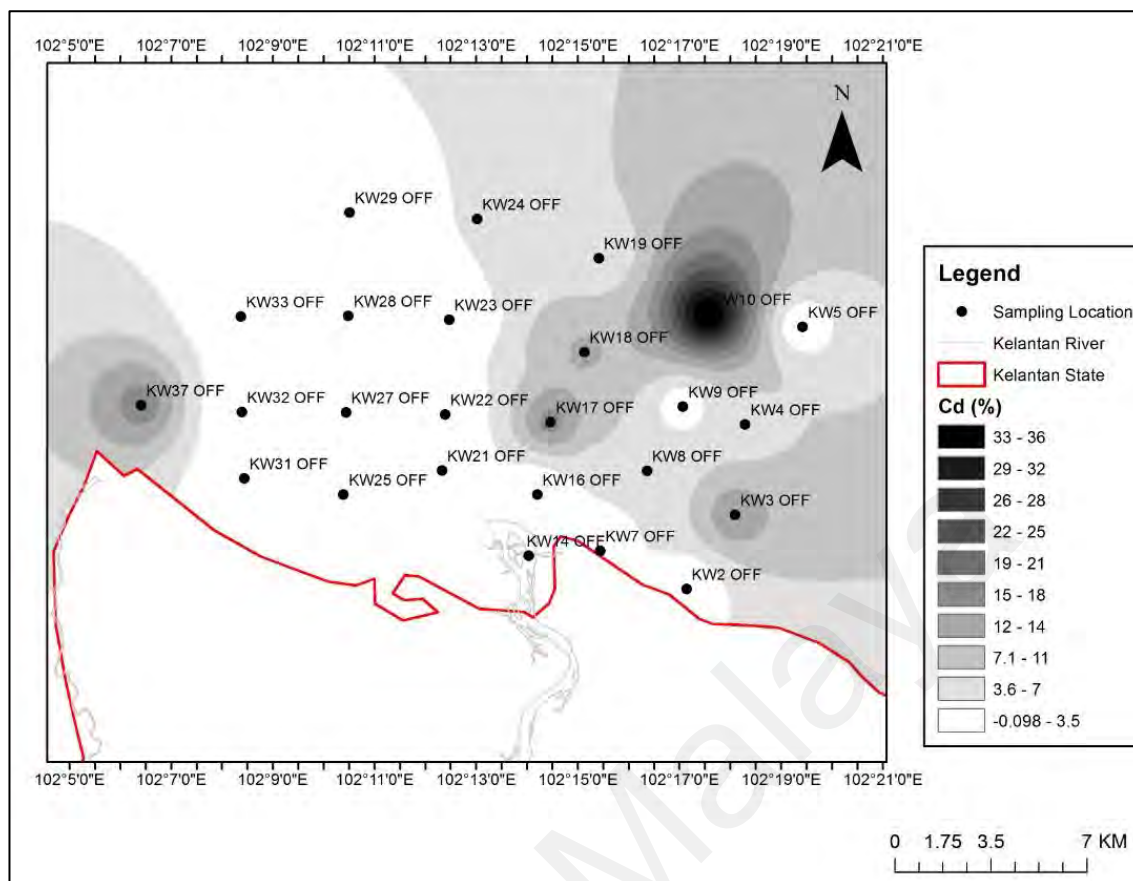 102°5'0"E 102°7'0"E 102°9'0"E 102°11'0"E 102°13'0"E 102°15'0"E 102°17'0"E 102°19'0"E 102°21'0"E
N
KW29 OFF
KW24 OFF
KW19 OFF
KW33 OFF
KW28 OFF
KW23 OFF
W10 OFF
KW5 OFF
KW18 OFF
KW37 OFF
KW32 OFF
KW27 OFF
KW22 OFF
KW17 OFF
KW9 OFF
KW4 OFF
KW31 OFF
KW25 OFF
KW21 OFF
KW16 OFF
KW8 OFF
KW3 OFF
KW14 OFF
KW7 OFF
KW2 OFF
102°5'0"E 102°7'0"E 102°9'0"E 102°11'0"E 102°13'0"E 102°15'0"E 102°17'0"E 102°19'0"E 102°21'0"E
Legend
Sampling Location
Kelantan River
Kelantan State
Cd (%)
33 - 36
29 - 32
26 - 28
22 - 25
19 - 21
15 - 18
12 - 14
7.1 - 11
3.6 - 7
-0.098 - 3.5
0 1.75 3.5 7 KM
Malaya